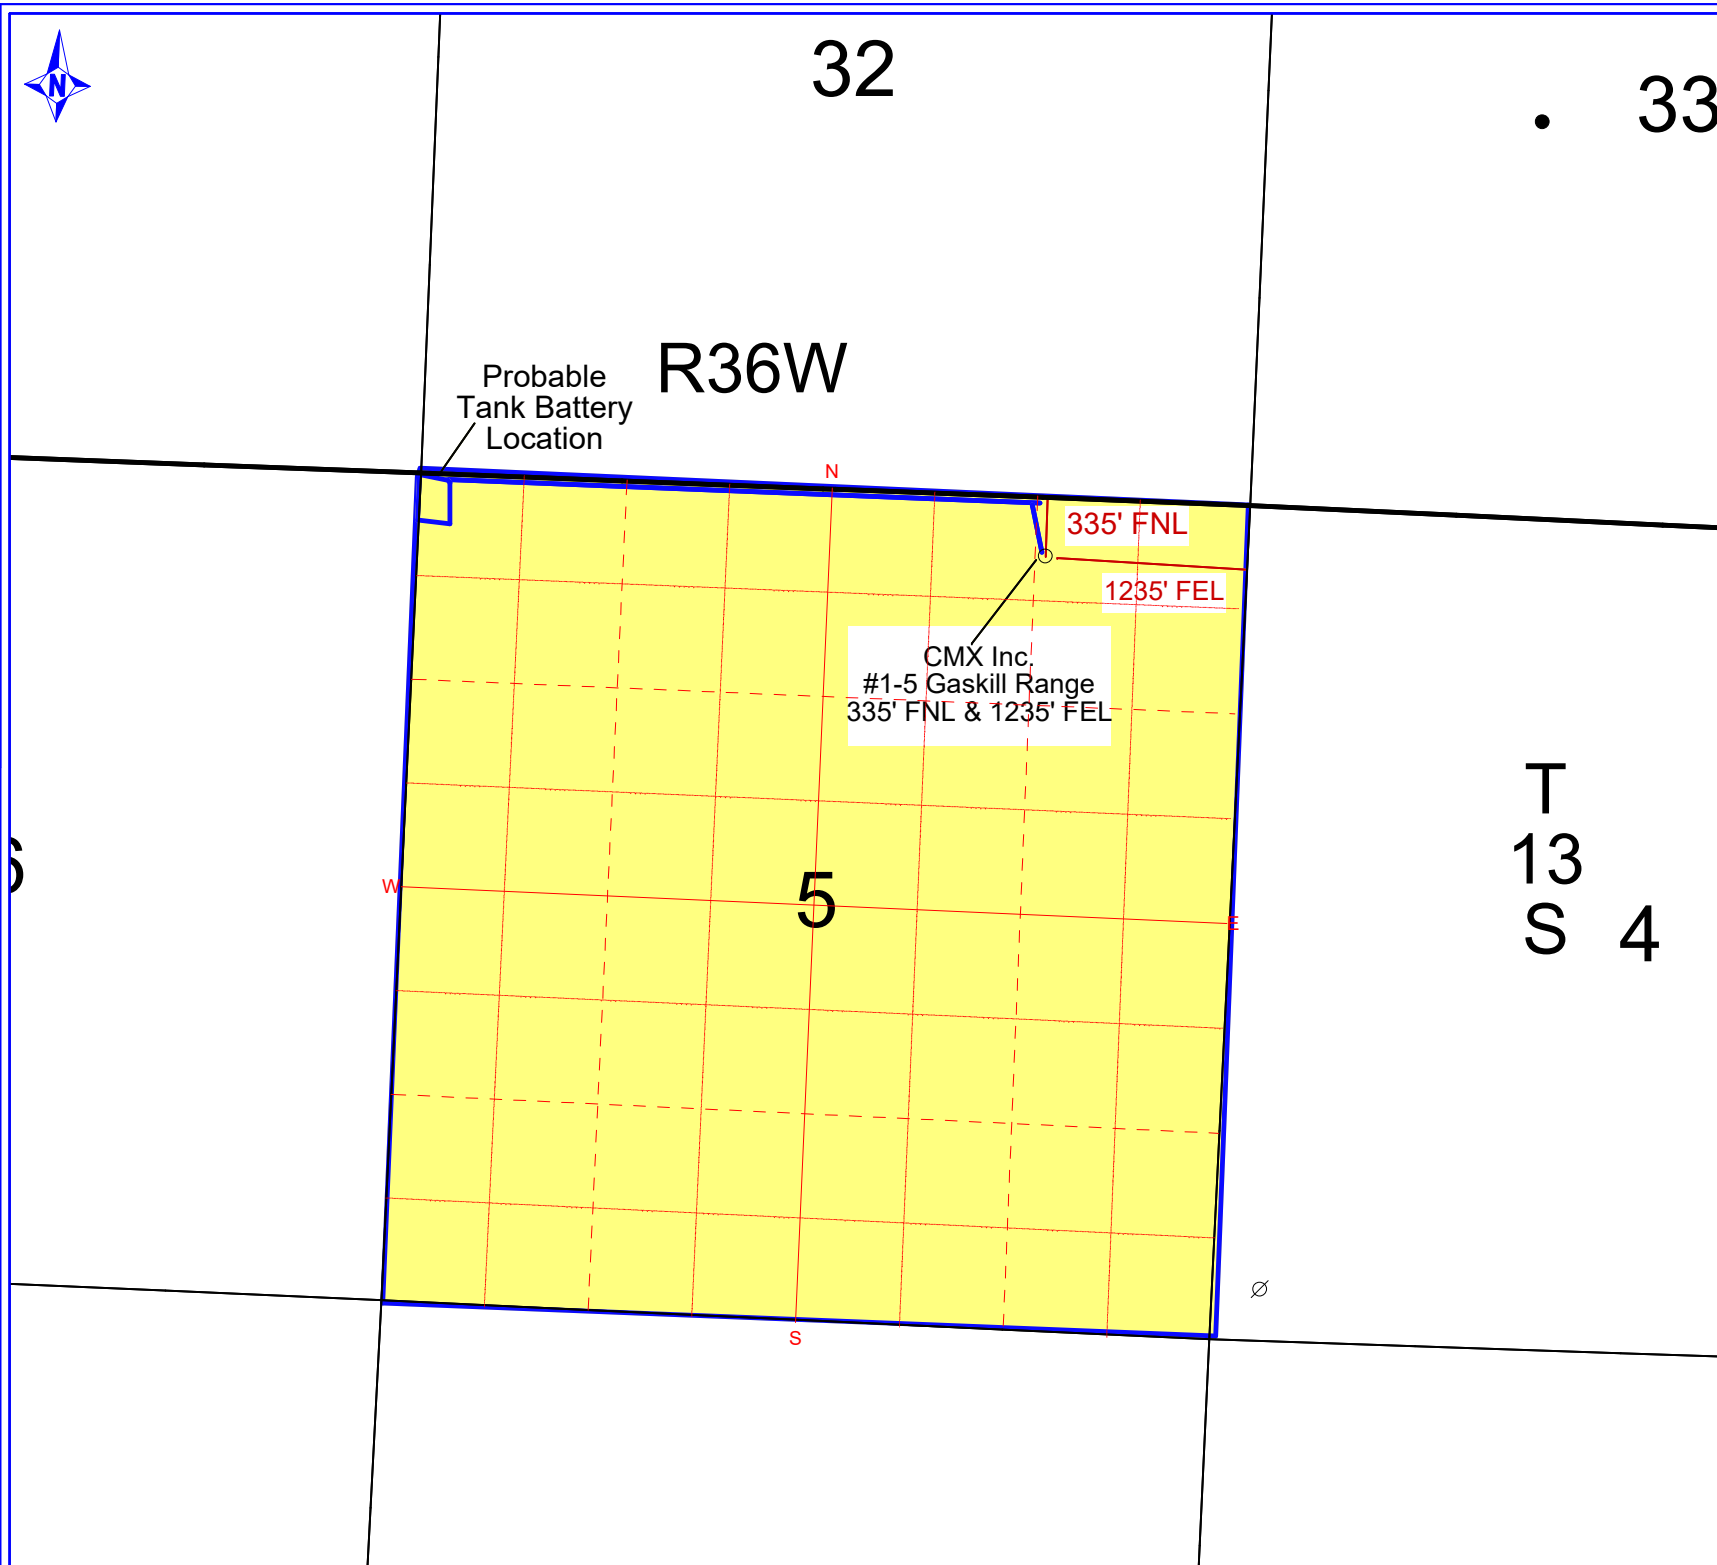 N
32
33
R36W
Probable
Tank Battery
Location
N
335' FNL
1235' FEL
CMX Inc.
#1-5 Gaskill Range
335' FNL & 1235' FEL
T
13
S
4
6
W
5
E
S